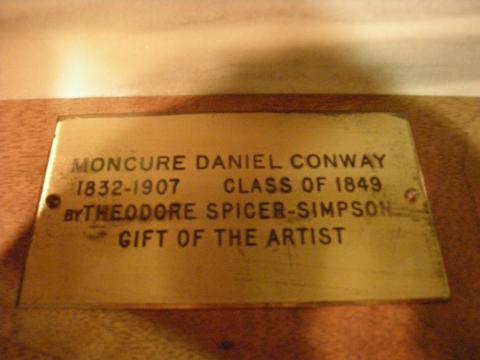 MONCURE DANIEL CONWAY
1832-1907 CLASS OF 1849
BY THEODORE SPICER-SIMPSON
GIFT OF THE ARTIST